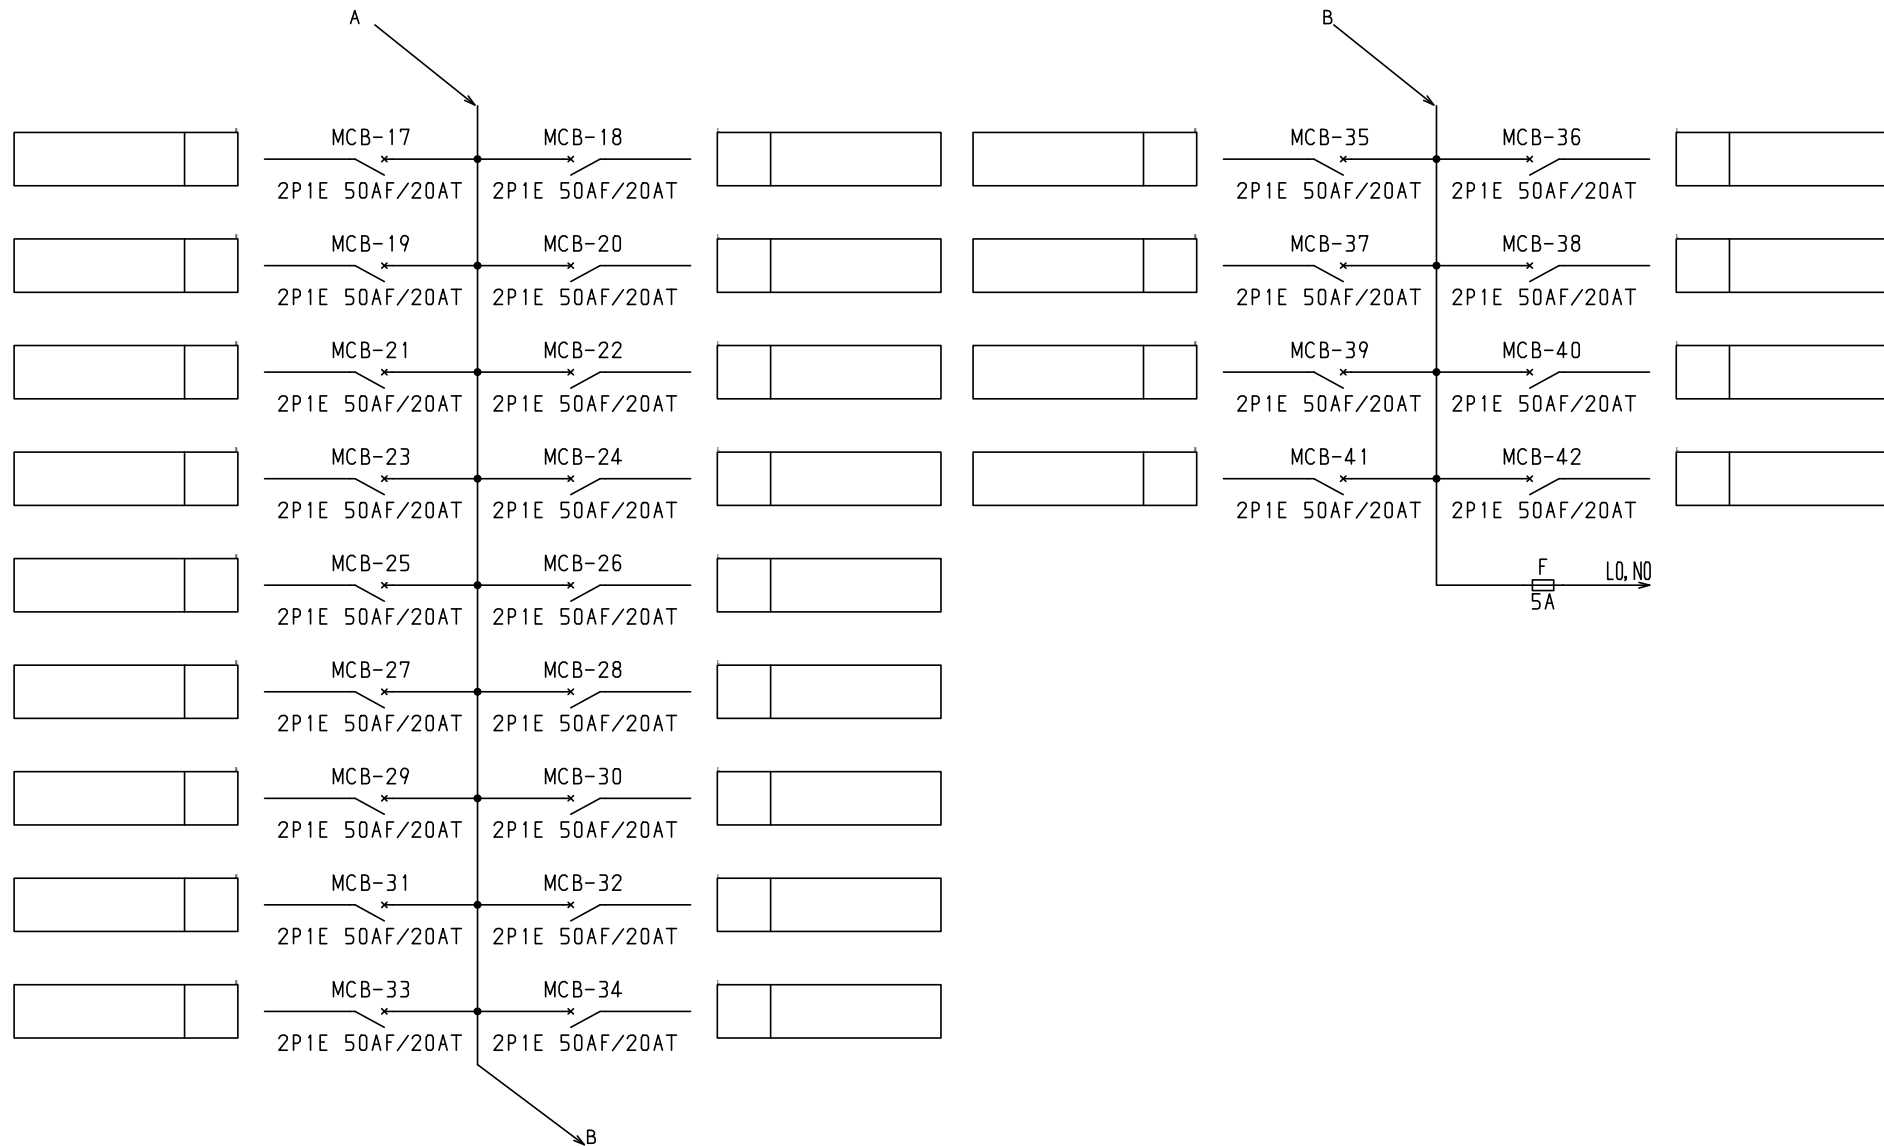 A
MCB-17 MCB-18
2P1E 50AF/20AT 2P1E 50AF/20AT
MCB-19 MCB-20
2P1E 50AF/20AT 2P1E 50AF/20AT
MCB-21 MCB-22
2P1E 50AF/20AT 2P1E 50AF/20AT
MCB-23 MCB-24
2P1E 50AF/20AT 2P1E 50AF/20AT
MCB-25 MCB-26
2P1E 50AF/20AT 2P1E 50AF/20AT
MCB-27 MCB-28
2P1E 50AF/20AT 2P1E 50AF/20AT
MCB-29 MCB-30
2P1E 50AF/20AT 2P1E 50AF/20AT
MCB-31 MCB-32
2P1E 50AF/20AT 2P1E 50AF/20AT
MCB-33 MCB-34
2P1E 50AF/20AT 2P1E 50AF/20AT
B
B
MCB-35 MCB-36
2P1E 50AF/20AT 2P1E 50AF/20AT
MCB-37 MCB-38
2P1E 50AF/20AT 2P1E 50AF/20AT
MCB-39 MCB-40
2P1E 50AF/20AT 2P1E 50AF/20AT
MCB-41 MCB-42
2P1E 50AF/20AT 2P1E 50AF/20AT
F L0,N0
5A